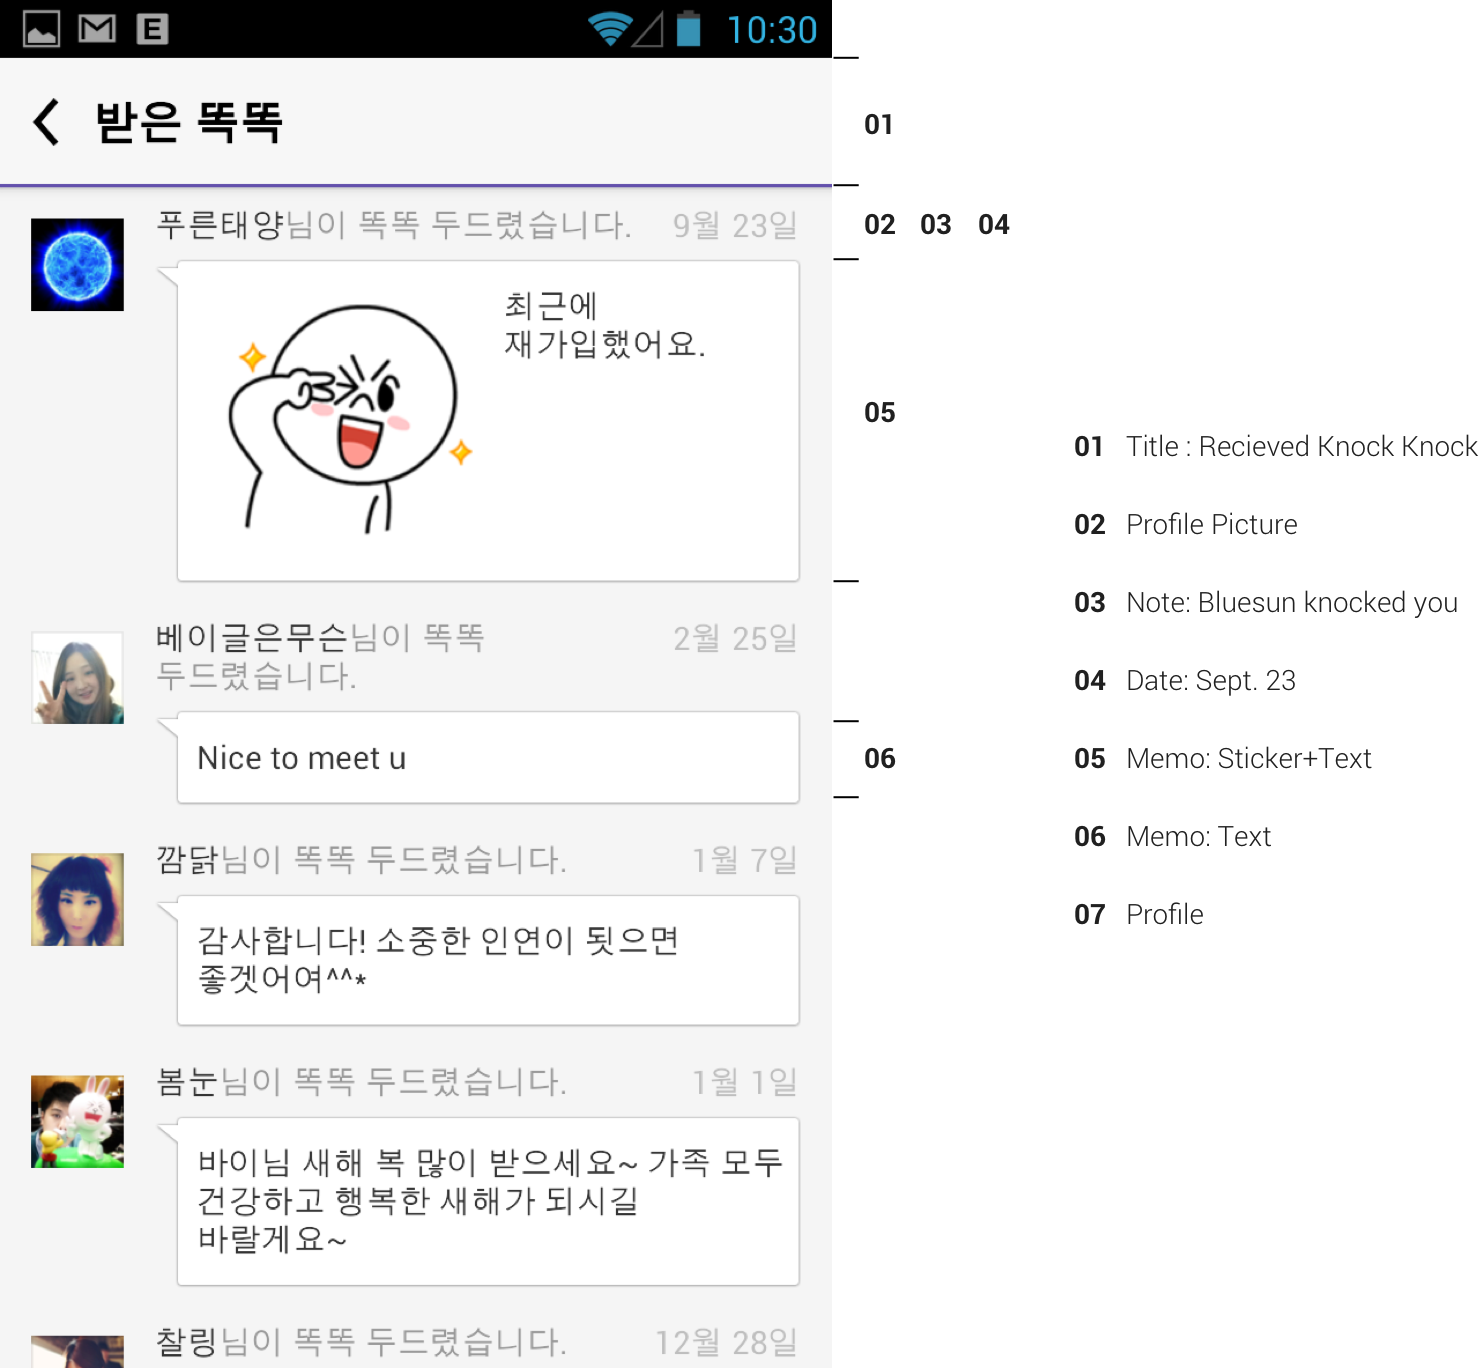 E 10:30
받은 똑똑
01
푸른태양님이 똑똑 두드렸습니다. 9월 23일
02 03 04
최근에
재가입했어요.
05
베이글은무슨님이 똑똑 2월 25일
두드렸습니다.
Nice to meet u
06
깜닭님이 똑똑 두드렸습니다. 1월 7일
감사합니다! 소중한 인연이 됫으면
좋겟어여^^*
봄눈님이 똑똑 두드렸습니다. 1월 1일
바이님 새해 복 많이 받으세요~ 가족 모두
건강하고 행복한 새해가 되시길
바랄게요~
찰링님이 똑똑 두드렸습니다. 12월 28일
01 Title : Recieved Knock Knock
02 Profile Picture
03 Note: Bluesun knocked you
04 Date: Sept. 23
05 Memo: Sticker+Text
06 Memo: Text
07 Profile